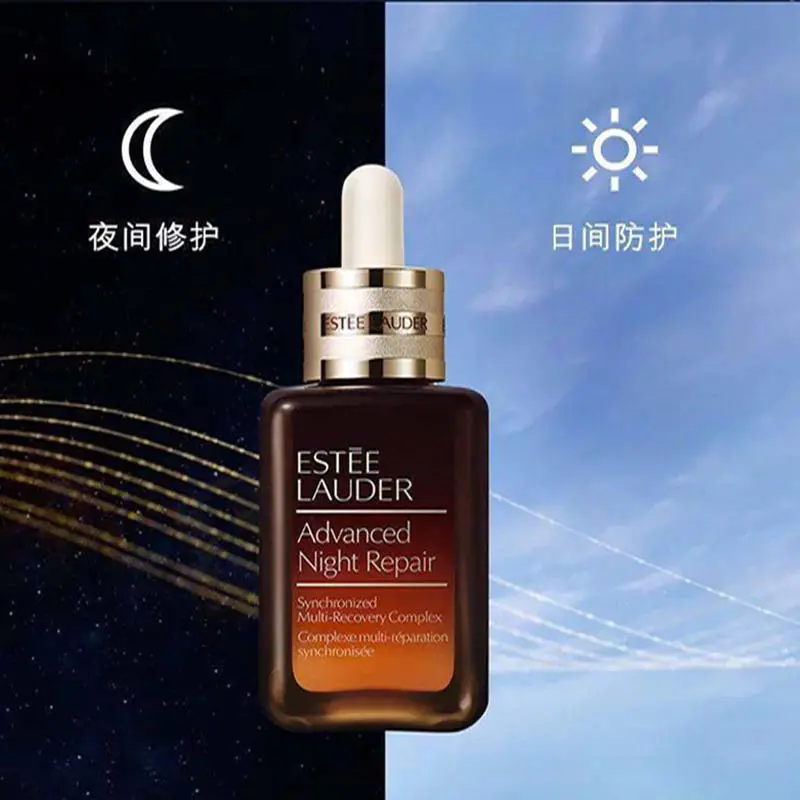 夜间修护
日间防护
ESTĒE LAUDER
ESTĒE
LAUDER
Advanced
Night Repair
Synchronized
Multi-Recovery Complex
Complexe multi-réparation
synchronisée